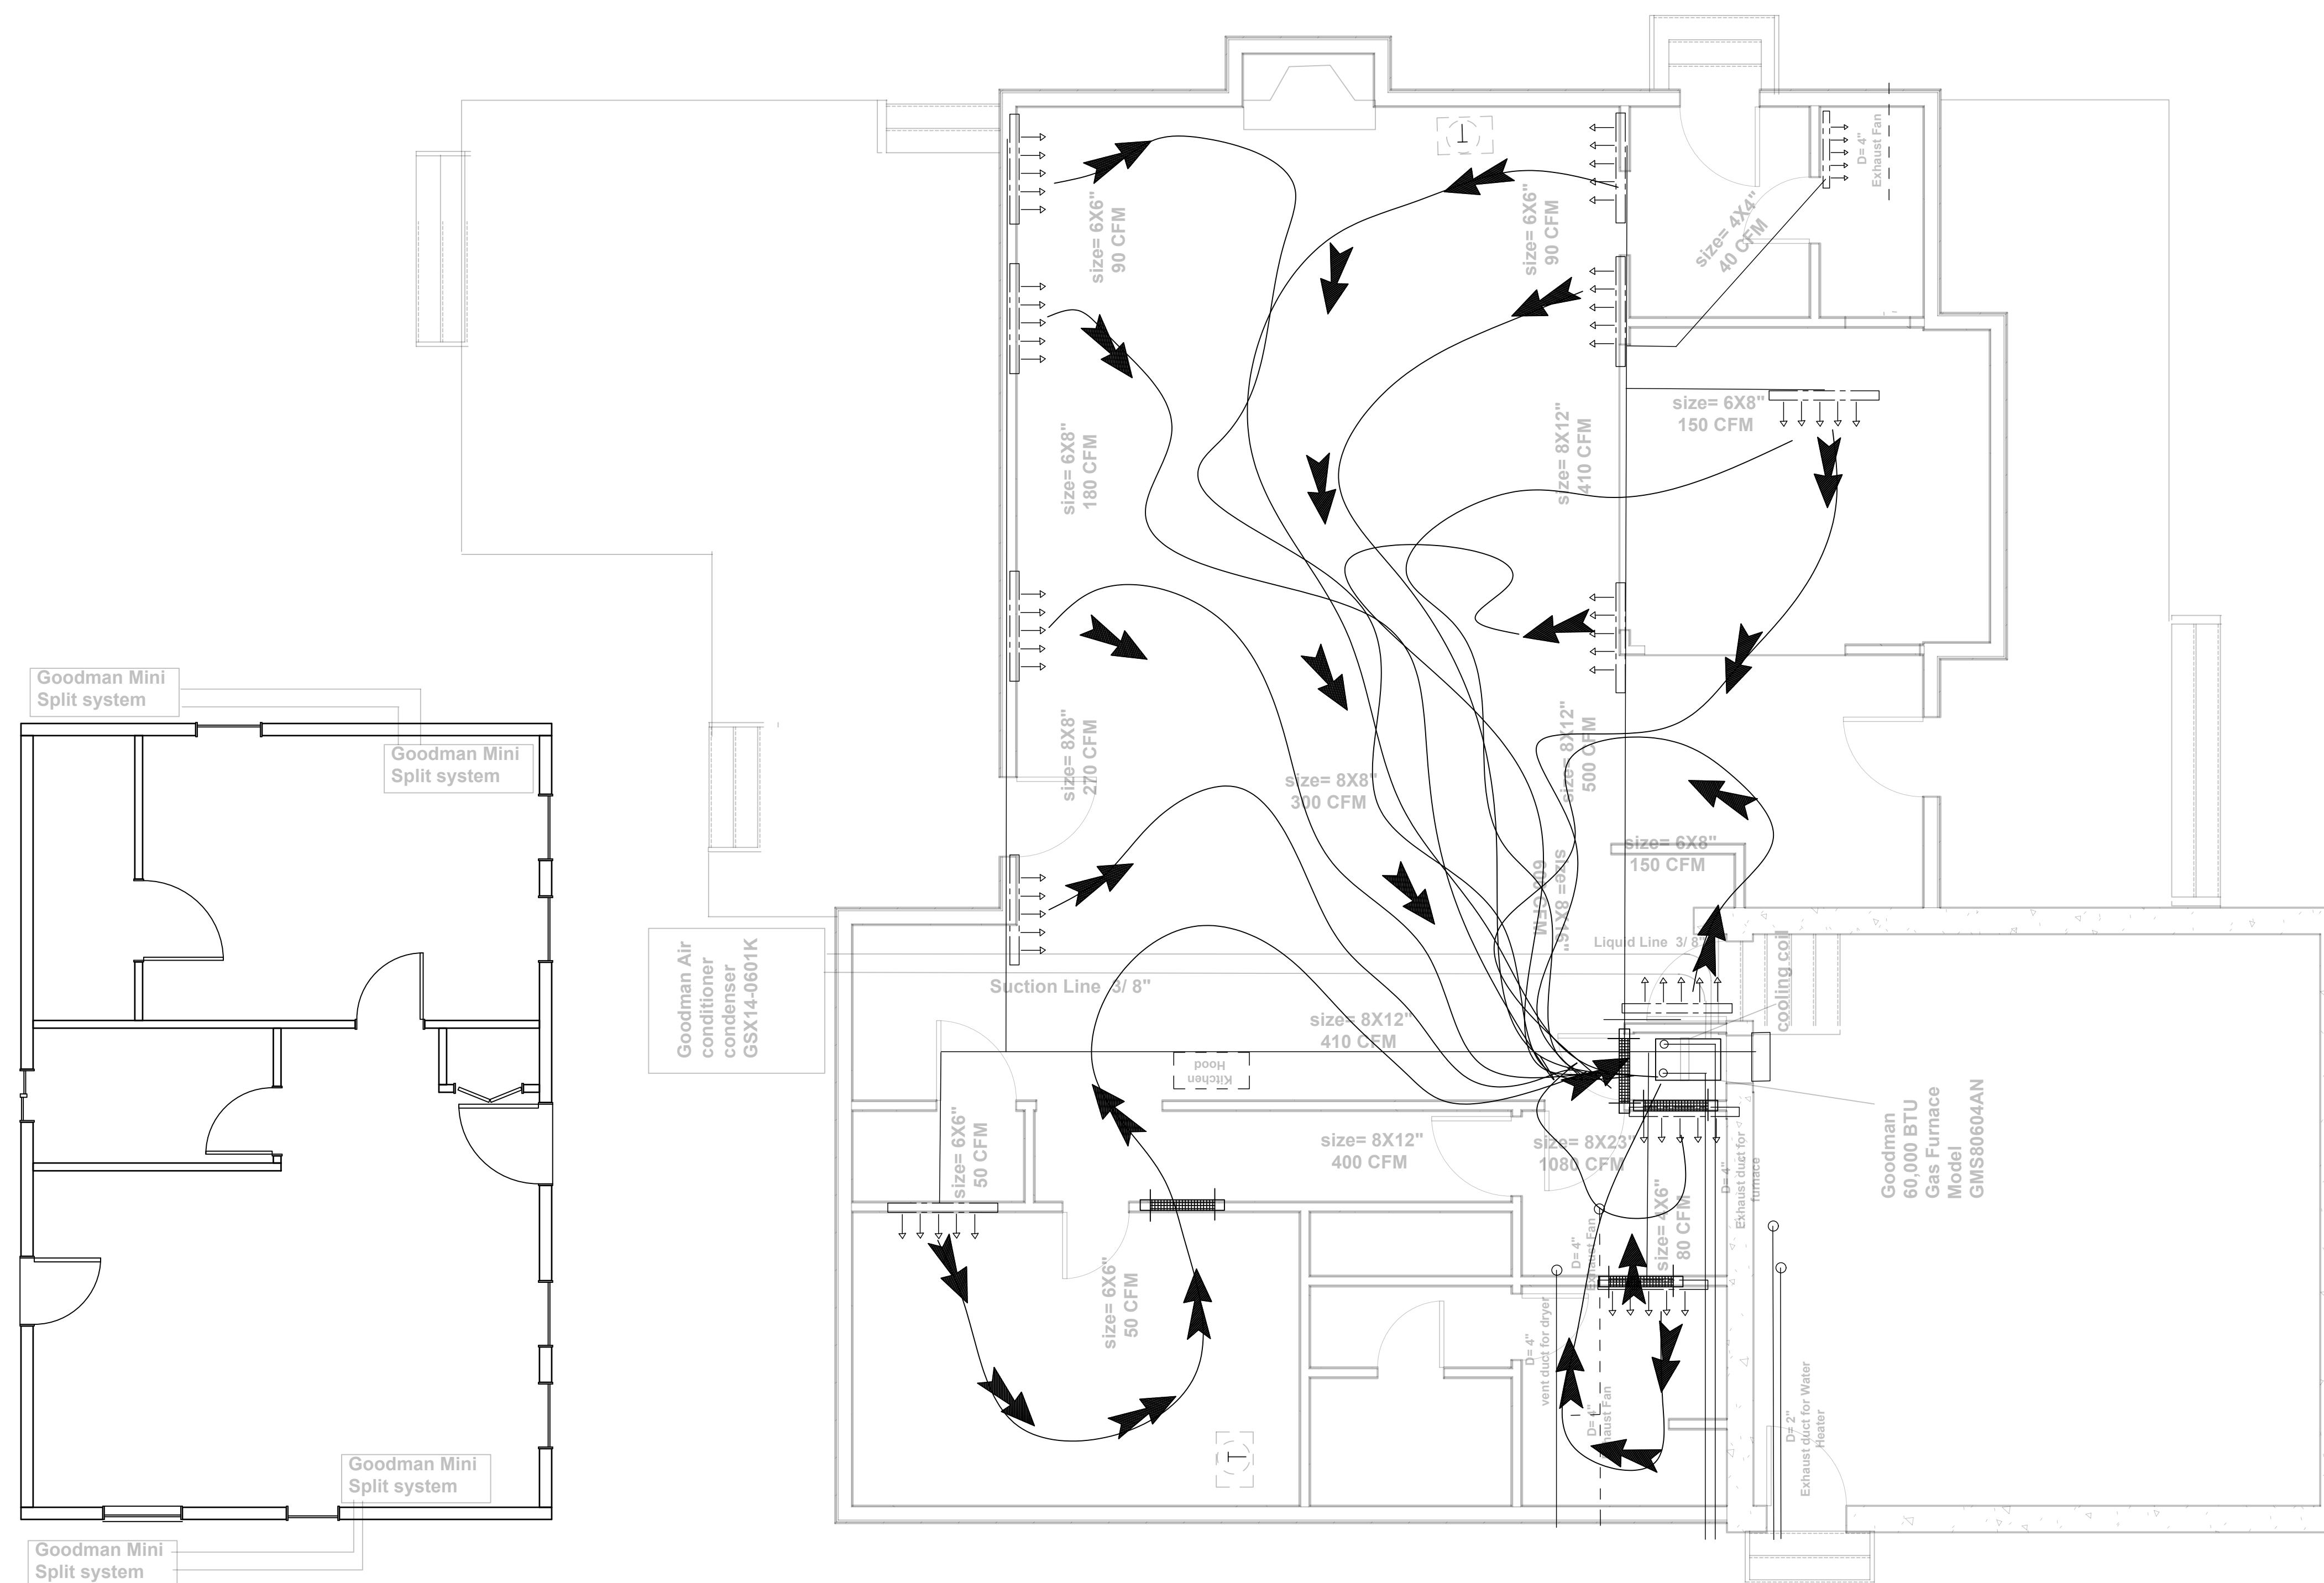 size= 6X6"
90 CFM
size= 6X6"
90 CFM
size= 4X4"
40 CFM
D= 4"
Exhaust Fan
size= 6X8"
180 CFM
size= 8X12"
410 CFM
size= 6X8"
150 CFM
Goodman Mini
Split system
Goodman Mini
Split system
size= 8X8"
270 CFM
size= 8X8"
300 CFM
size= 8X12"
500 CFM
size= 6X8"
150 CFM
size= 8X16"
Goodman Air
conditioner
condenser
GSX14-0601K
Liquid Line 3/ 8"
Suction Line 3/ 8"
cooling coil
size= 8X12"
410 CFM
Kitchen
Hood
size= 6X6"
50 CFM
size= 8X12"
400 CFM
size= 8X23"
1080 CFM
D= 4"
Exhaust duct for
furnace
Goodman
60,000 BTU
Gas Furnace
Model
GMS80604AN
size= 4X6"
80 CFM
D= 4"
Exhaust Fan
size= 6X6"
50 CFM
D= 4"
vent duct for dryer
D= 4"
Exhaust Fan
D= 2"
Exhaust duct for Water
Heater
T
T
Goodman Mini
Split system
Goodman Mini
Split system